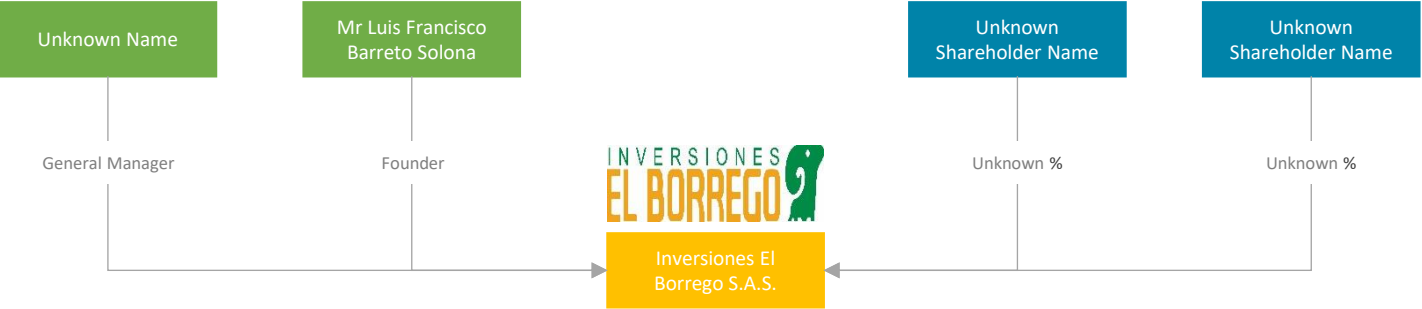 Unknown Name
Mr Luis Francisco
Barreto Solona
Unknown
Shareholder Name
Unknown
Shareholder Name
General Manager
Founder
Unknown %
Unknown %
INVERSIONES
EL BORREGO
Inversiones El
Borrego S.A.S.